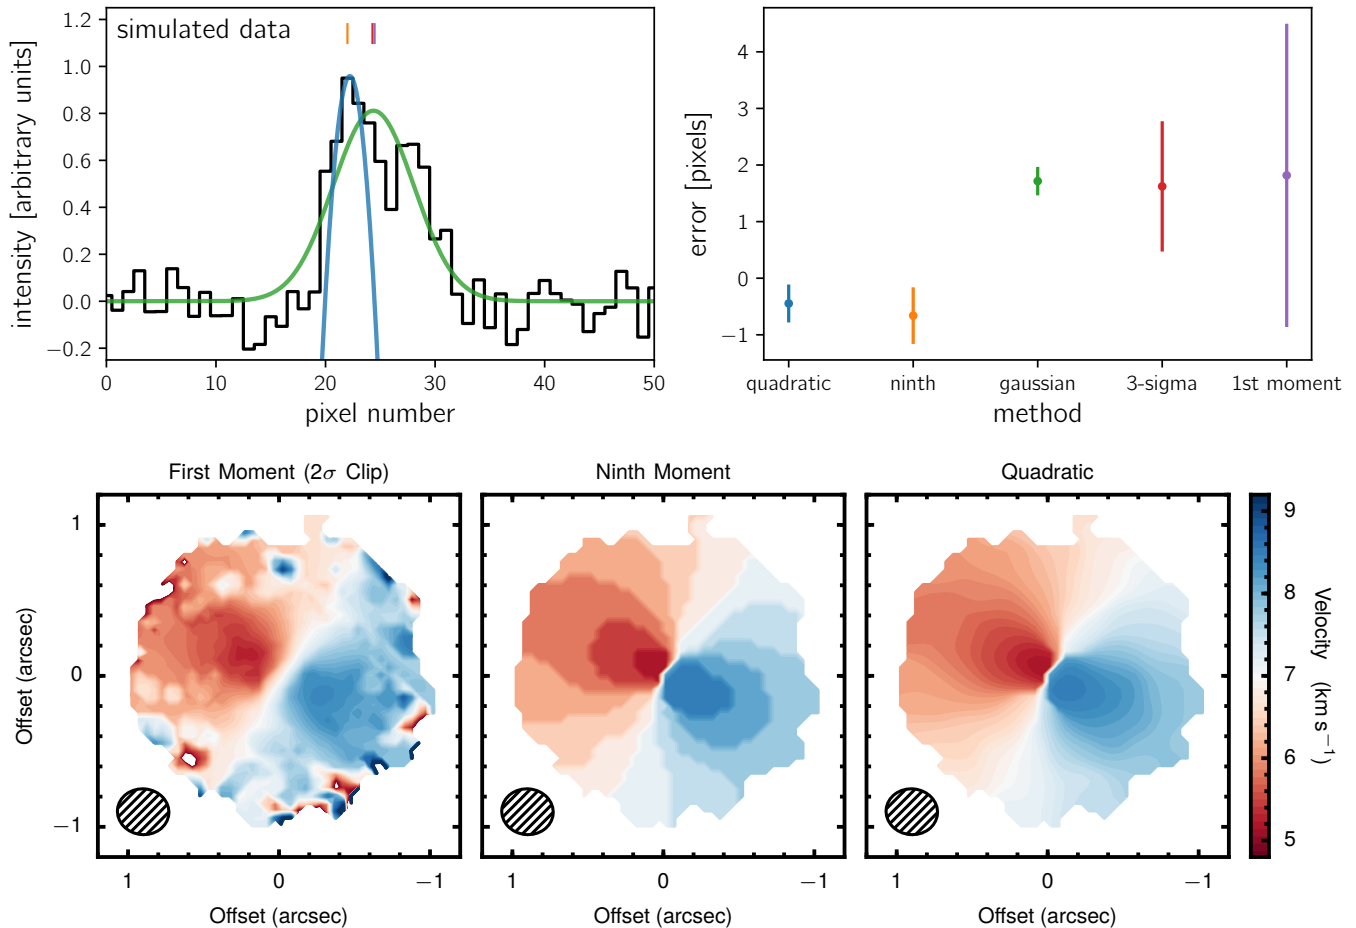 simulated data
intensity [arbitrary units]
1.2
1.0
0.8
0.6
0.4
0.2
0.0
−0.2
0 10 20 30 40 50
pixel number
error [pixels]
4
3
2
1
0
−1
quadratic ninth gaussian 3-sigma 1st moment
method
First Moment (2σ Clip)
Ninth Moment
Quadratic
Offset (arcsec)
1
0
−1
1 0 −1
Offset (arcsec)
1 0 −1
Offset (arcsec)
1 0 −1
Offset (arcsec)
9
8
7
6
5
Velocity (km s⁻¹)